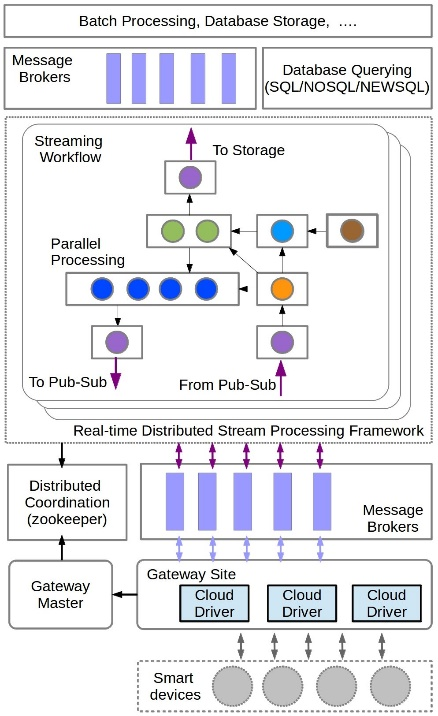 Batch Processing, Database Storage, ....
Message
Brokers
Database Querying
(SQL/NOSQL/NEWSQL)
Streaming
Workflow
To Storage
Parallel
Processing
To Pub-Sub
From Pub-Sub
Real-time Distributed Stream Processing Framework
Distributed
Coordination
(zookeeper)
Message
Brokers
Gateway
Master
Gateway Site
Cloud
Driver
Cloud
Driver
Cloud
Driver
Smart
devices